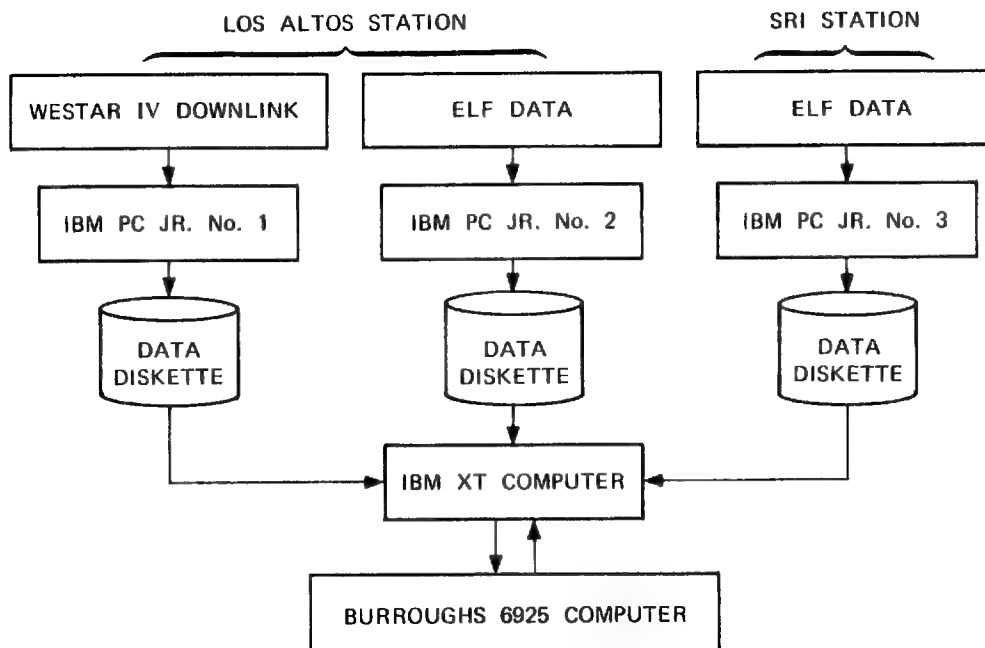 LOS ALTOS STATION
SRI STATION
WESTAR IV DOWNLINK
ELF DATA
ELF DATA
IBM PC JR. No. 1
IBM PC JR. No. 2
IBM PC JR. No. 3
DATA
DISKETTE
DATA
DISKETTE
DATA
DISKETTE
IBM XT COMPUTER
BURROUGHS 6925 COMPUTER